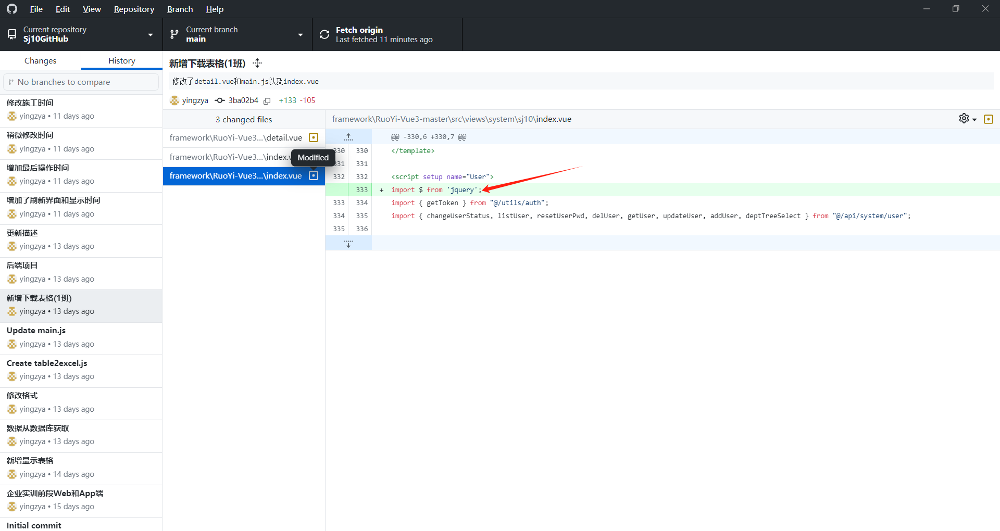 File Edit View Repository Branch Help
Current repository
Sj10GitHub
Current branch
main
Fetch origin
Last fetched 11 minutes ago
Changes
History
No branches to compare
修改施工时间
yingzya • 11 days ago
稍微修改时间
yingzya • 11 days ago
增加最后操作时间
yingzya • 11 days ago
增加了刷新界面和显示时间
yingzya • 11 days ago
更新描述
yingzya • 13 days ago
后端项目
yingzya • 13 days ago
新增下载表格(1班)
yingzya • 13 days ago
Update main.js
yingzya • 13 days ago
Create table2excel.js
yingzya • 13 days ago
修改格式
yingzya • 13 days ago
数据从数据库获取
yingzya • 13 days ago
新增显示表格
yingzya • 14 days ago
企业实训前段Web和App端
yingzya • 15 days ago
Initial commit
新增下载表格(1班)
修改了detail.vue和main.js以及index.vue
yingzya 3ba02b4 +133 -105
3 changed files
framework\RuoYi-Vue3...\detail.vue
framework\RuoYi-Vue3...\index.v
Modified
framework\RuoYi-Vue3...\index.vue
framework\RuoYi-Vue3-master\src\views\system\sj10\index.vue
@@ -330,6 +330,7 @@
330 330 </template>
331 331
332 332 <script setup name="User">
333 + import $ from 'jquery';
333 334 import { getToken } from "@/utils/auth";
334 335 import { changeUserStatus, listUser, resetUserPwd, delUser, getUser, updateUser, addUser, deptTreeSelect } from "@/api/system/user";
335 336